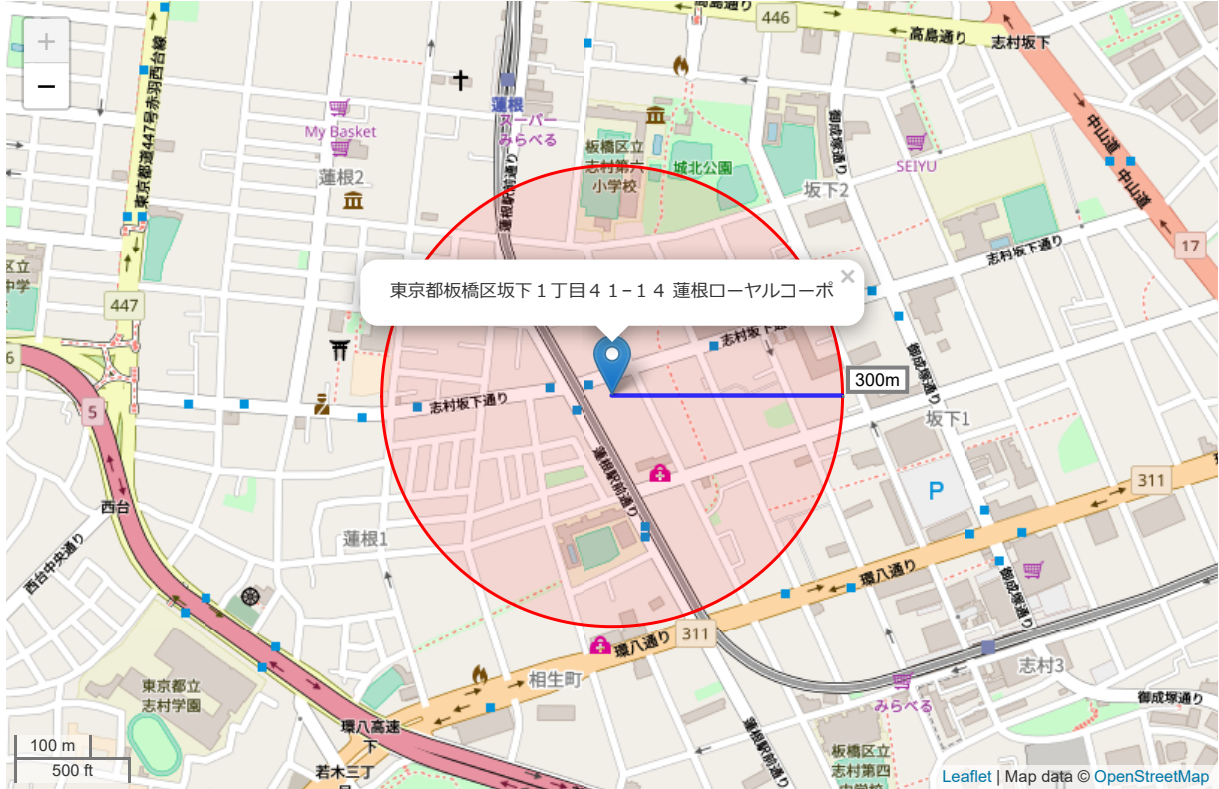 高島通り
446
高島通り
志村坂下
+
−
東京都道447号赤羽西台線
蓮根
スーパー
みらべる
My Basket
板橋区立
志村第六
小学校
城北公園
御成塚通り
SEIYU
中山道
中山道
蓮根2
坂下2
蓮根駅前通り
17
志村坂下通り
区立
中学
東京都板橋区坂下1丁目41−14 蓮根ローヤルコーポ
×
447
志村坂下通
6
5
300m
御成塚通り
志村坂下通り
坂下1
蓮根駅前通り
P
311
西台
蓮根1
西台中央通り
環八通り
御成塚通り
環八通り
311
志村3
相生町
東京都立
志村学園
みらべる
御成塚通り
環八高速
下
蓮根駅前通り
100 m
500 ft
若木三丁
板橋区立
志村第四
中学校
Leaflet | Map data © OpenStreetMap